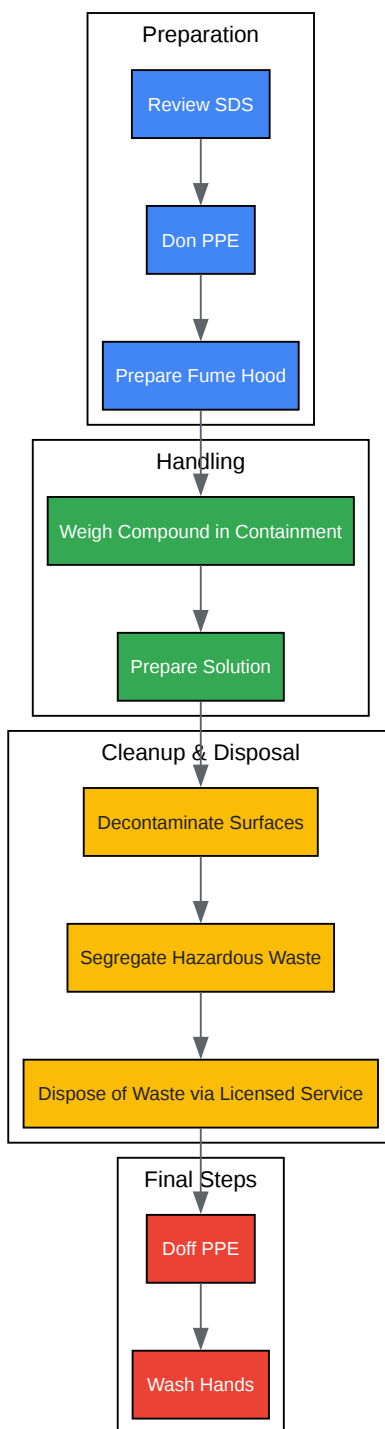 Preparation
Review SDS
Don PPE
Prepare Fume Hood
Handling
Weigh Compound in Containment
Prepare Solution
Cleanup & Disposal
Decontaminate Surfaces
Segregate Hazardous Waste
Dispose of Waste via Licensed Service
Final Steps
Doff PPE
Wash Hands